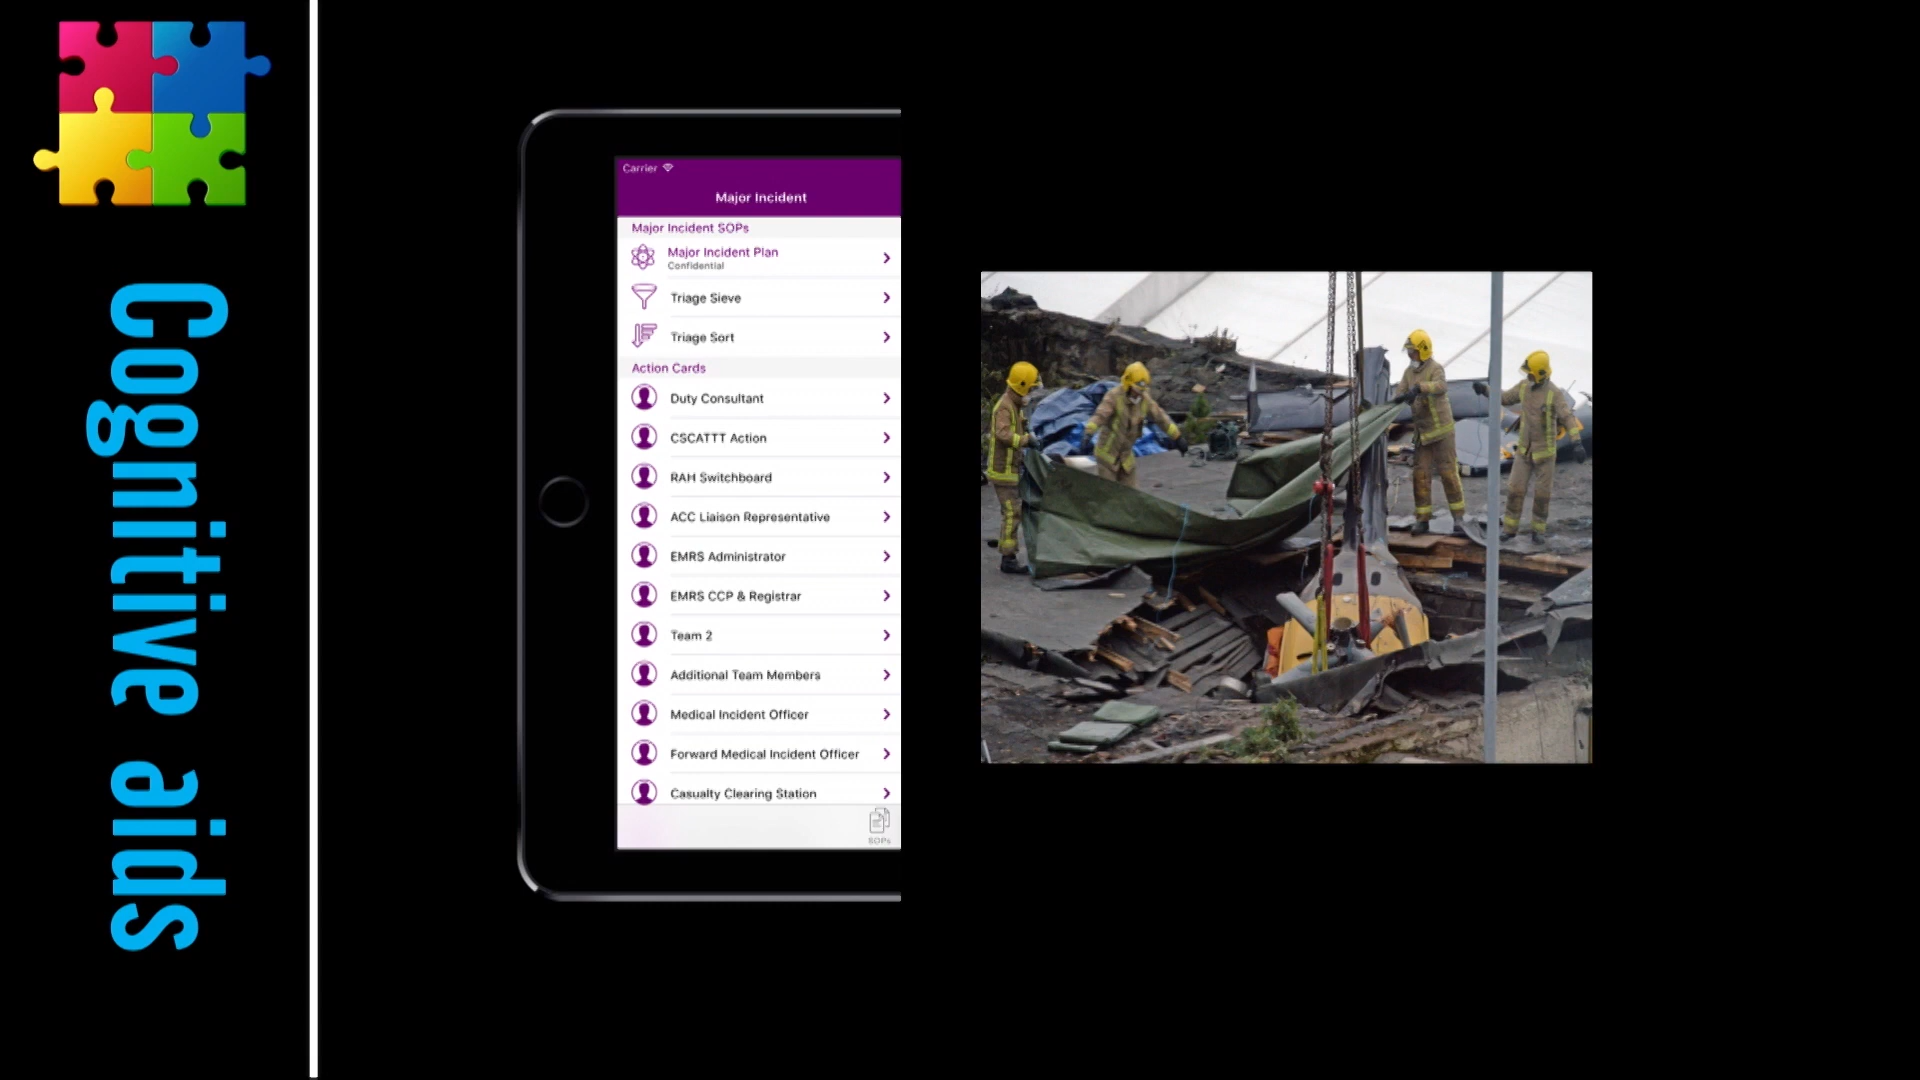 Cognitive aids
Carrier
Major Incident
Major Incident SOPs
Major Incident Plan
Confidential
Triage Sieve
Triage Sort
Action Cards
Duty Consultant
CSCATTT Action
RAH Switchboard
ACC Liaison Representative
EMRS Administrator
EMRS CCP & Registrar
Team 2
Additional Team Members
Medical Incident Officer
Forward Medical Incident Officer
Casualty Clearing Station
SOPs